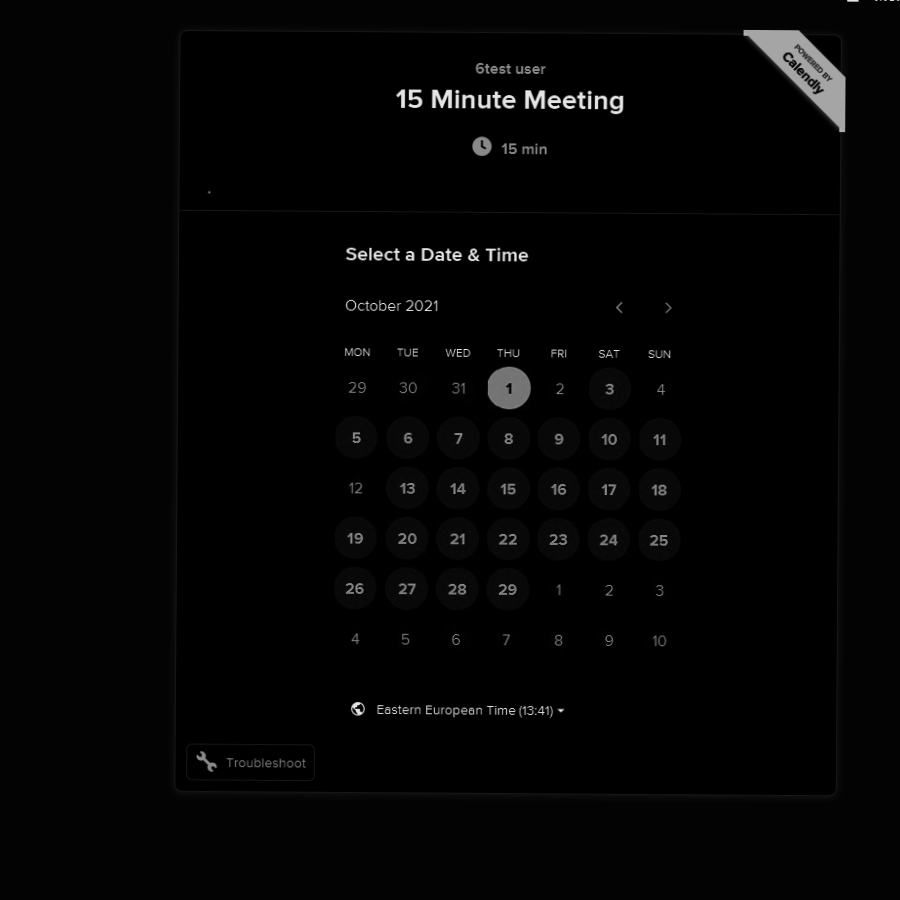 6test user
15 Minute Meeting
15 min
POWERED BY
Calendly
Select a Date & Time
October 2021
MON TUE WED THU FRI SAT SUN
29 30 31 1 2 3 4
5 6 7 8 9 10 11
12 13 14 15 16 17 18
19 20 21 22 23 24 25
26 27 28 29 1 2 3
4 5 6 7 8 9 10
Eastern European Time (13:41)
Troubleshoot